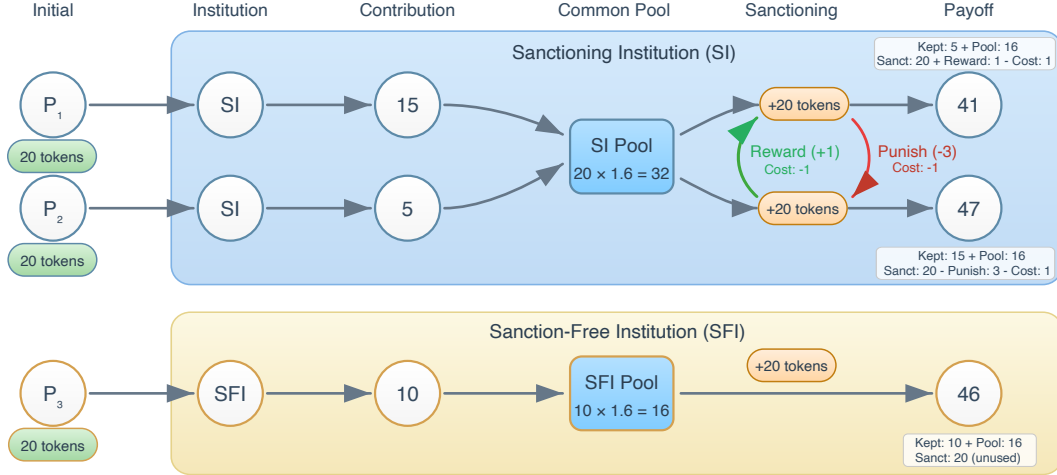 Initial
Institution
Contribution
Common Pool
Sanctioning
Payoff
Sanctioning Institution (SI)
Kept: 5 + Pool: 16
Sanct: 20 + Reward: 1 - Cost: 1
P1
SI
15
+20 tokens
41
20 tokens
SI Pool
20 × 1.6 = 32
Reward (+1)
Cost: -1
Punish (-3)
Cost: -1
P2
SI
5
+20 tokens
47
20 tokens
Kept: 15 + Pool: 16
Sanct: 20 - Punish: 3 - Cost: 1
Sanction-Free Institution (SFI)
P3
SFI
10
SFI Pool
10 × 1.6 = 16
+20 tokens
46
20 tokens
Kept: 10 + Pool: 16
Sanct: 20 (unused)